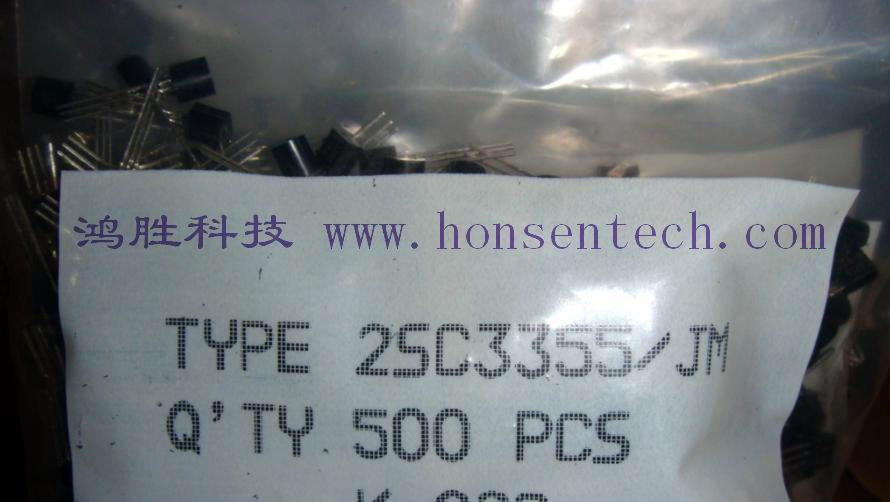 鸿胜科技 www.honsentech.com
TYPE 2SC3355/JM
Q'TY 500 PCS